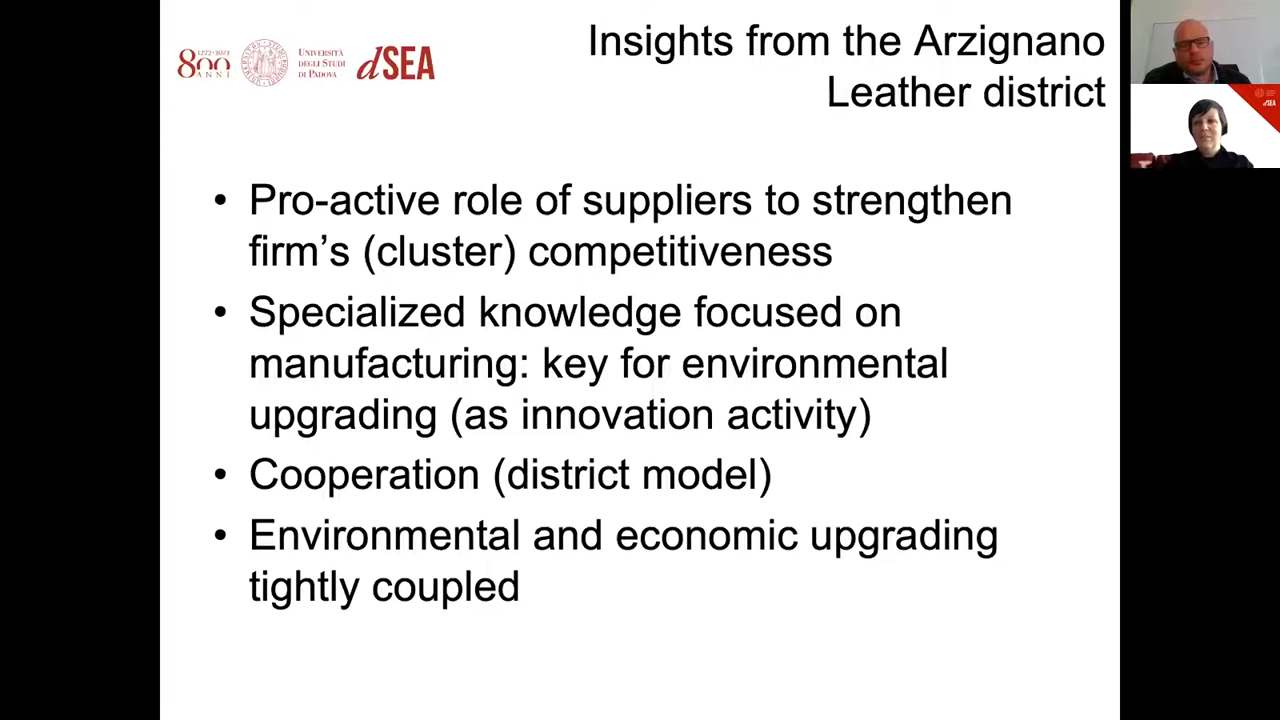 1222·2022
800
ANNI
UNIVERSITÀ
DEGLI STUDI
DI PADOVA
dSEA
Insights from the Arzignano
Leather district
• Pro-active role of suppliers to strengthen
firm’s (cluster) competitiveness
• Specialized knowledge focused on
manufacturing: key for environmental
upgrading (as innovation activity)
• Cooperation (district model)
• Environmental and economic upgrading
tightly coupled
dSEA